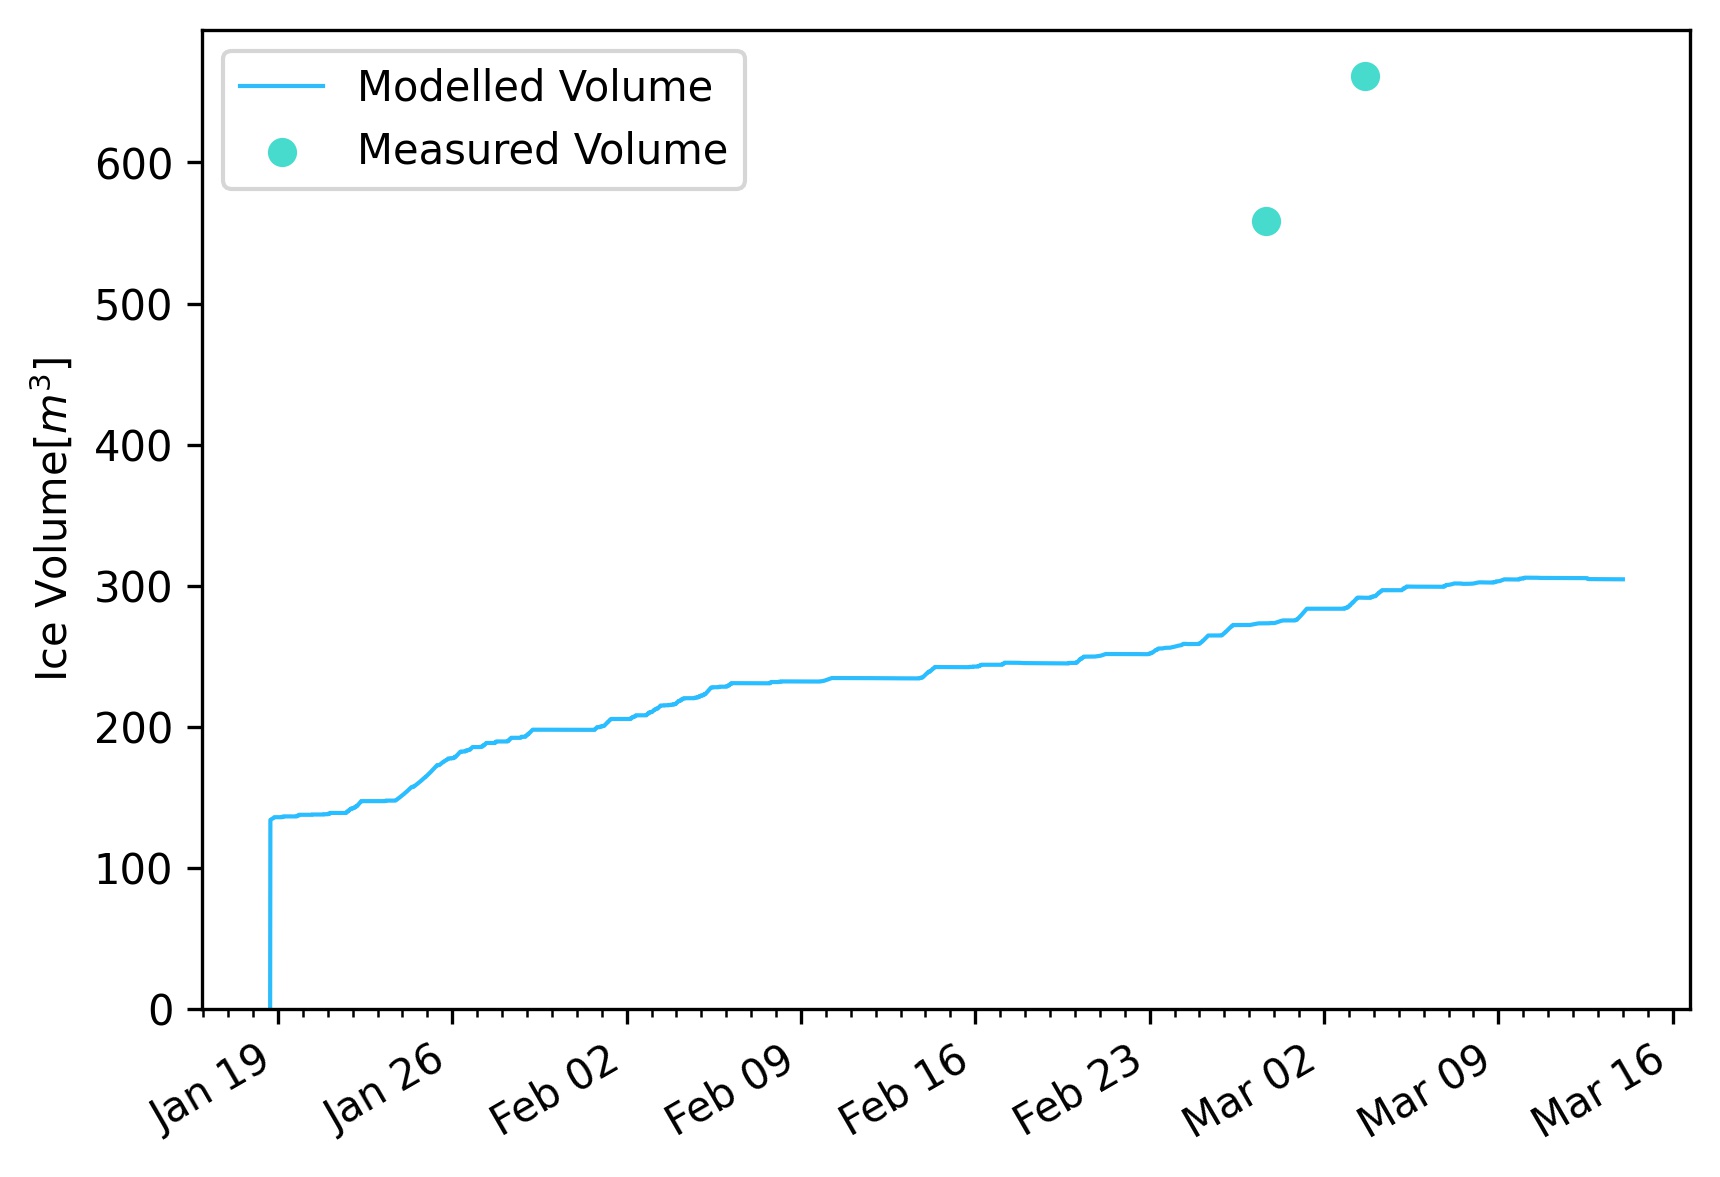 Modelled Volume
Measured Volume
Ice Volume[$m^3$]
600
500
400
300
200
100
0
Jan 19
Jan 26
Feb 02
Feb 09
Feb 16
Feb 23
Mar 02
Mar 09
Mar 16